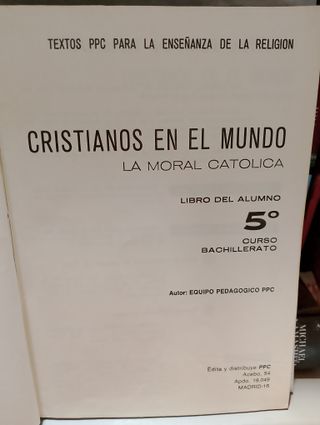 TEXTOS PPC PARA LA ENSEÑANZA DE LA RELIGION
CRISTIANOS EN EL MUNDO
LA MORAL CATOLICA
LIBRO DEL ALUMNO
5º
CURSO
BACHILLERATO
Autor: EQUIPO PEDAGOGICO PPC
Edita y distribuye PPC
Acebo, 54
Apdo. 19.049
MADRID-16
MICHAEL